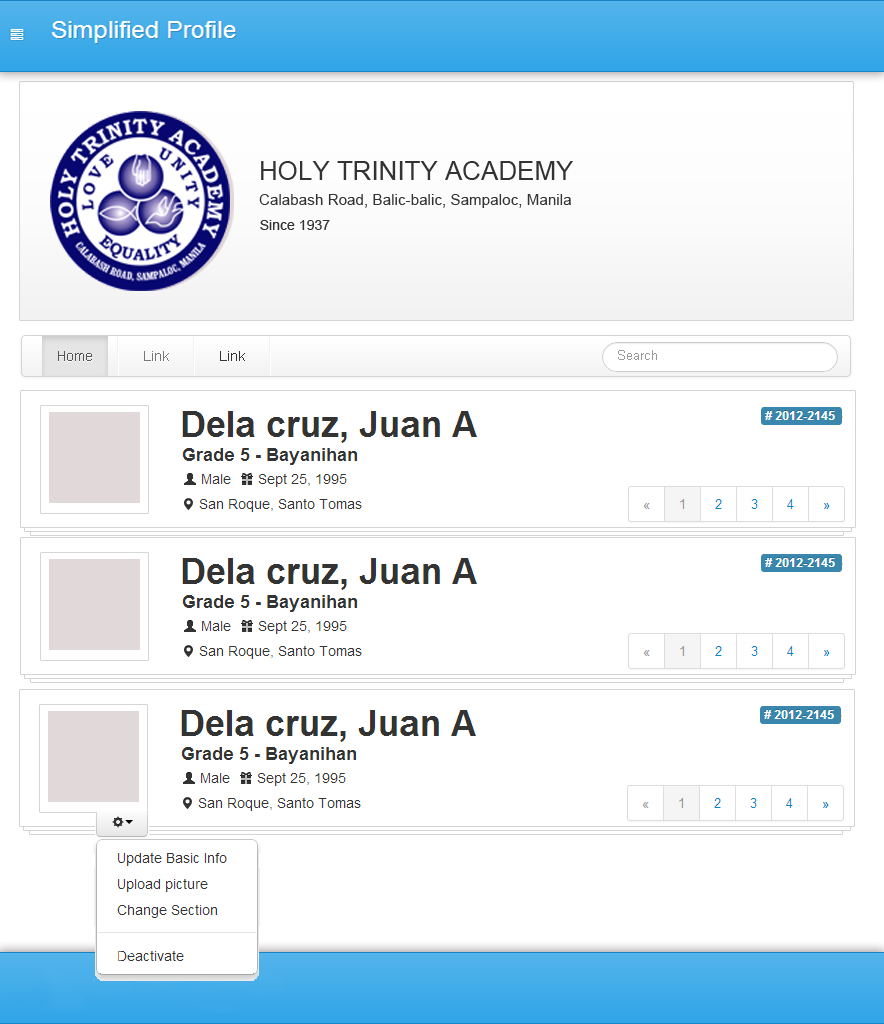 Simplified Profile
HOLY TRINITY ACADEMY
LOVE UNITY
EQUALITY
CALABASH ROAD, SAMPALOC, MANILA
HOLY TRINITY ACADEMY
Calabash Road, Balic-balic, Sampaloc, Manila
Since 1937
Home Link Link Search
Dela cruz, Juan A # 2012-2145
Grade 5 - Bayanihan
Male Sept 25, 1995
San Roque, Santo Tomas « 1 2 3 4 »
Dela cruz, Juan A # 2012-2145
Grade 5 - Bayanihan
Male Sept 25, 1995
San Roque, Santo Tomas « 1 2 3 4 »
Dela cruz, Juan A # 2012-2145
Grade 5 - Bayanihan
Male Sept 25, 1995
San Roque, Santo Tomas « 1 2 3 4 »
Update Basic Info
Upload picture
Change Section
Deactivate